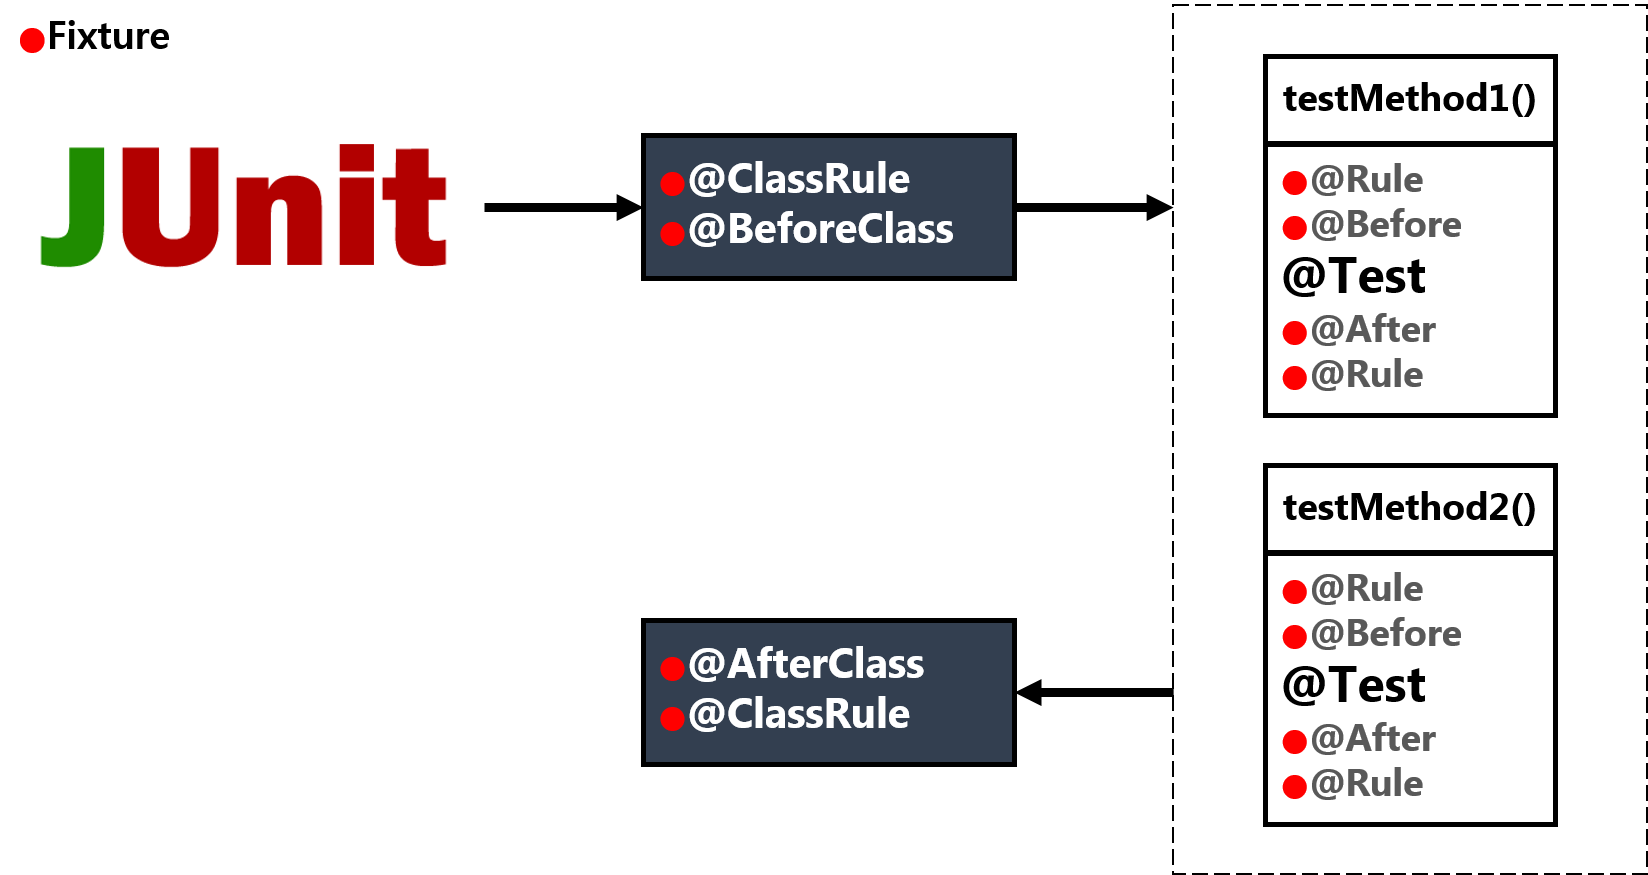 Fixture
JUnit
@ClassRule
@BeforeClass
testMethod1()
@Rule
@Before
@Test
@After
@Rule
testMethod2()
@Rule
@Before
@Test
@After
@Rule
@AfterClass
@ClassRule